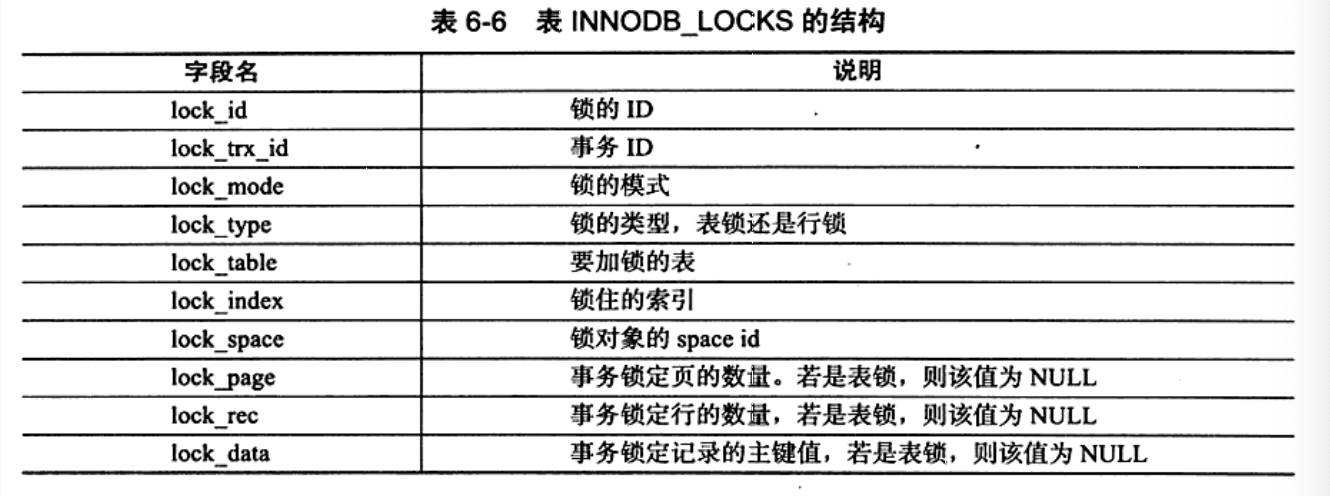 表 6-6 表 INNODB_LOCKS 的结构
字段名 说明
lock_id 锁的 ID
lock_trx_id 事务 ID
lock_mode 锁的模式
lock_type 锁的类型，表锁还是行锁
lock_table 要加锁的表
lock_index 锁住的索引
lock_space 锁对象的 space id
lock_page 事务锁定页的数量。若是表锁，则该值为 NULL
lock_rec 事务锁定行的数量，若是表锁，则该值为 NULL
lock_data 事务锁定记录的主键值，若是表锁，则该值为 NULL